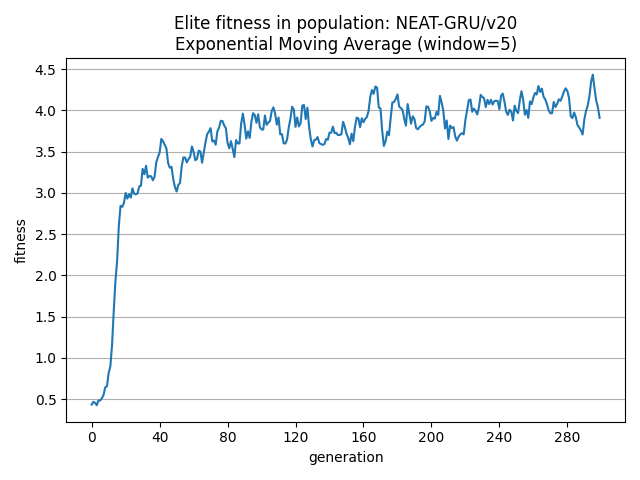 Elite fitness in population: NEAT-GRU/v20
Exponential Moving Average (window=5)
fitness
4.5
4.0
3.5
3.0
2.5
2.0
1.5
1.0
0.5
0 40 80 120 160 200 240 280
generation